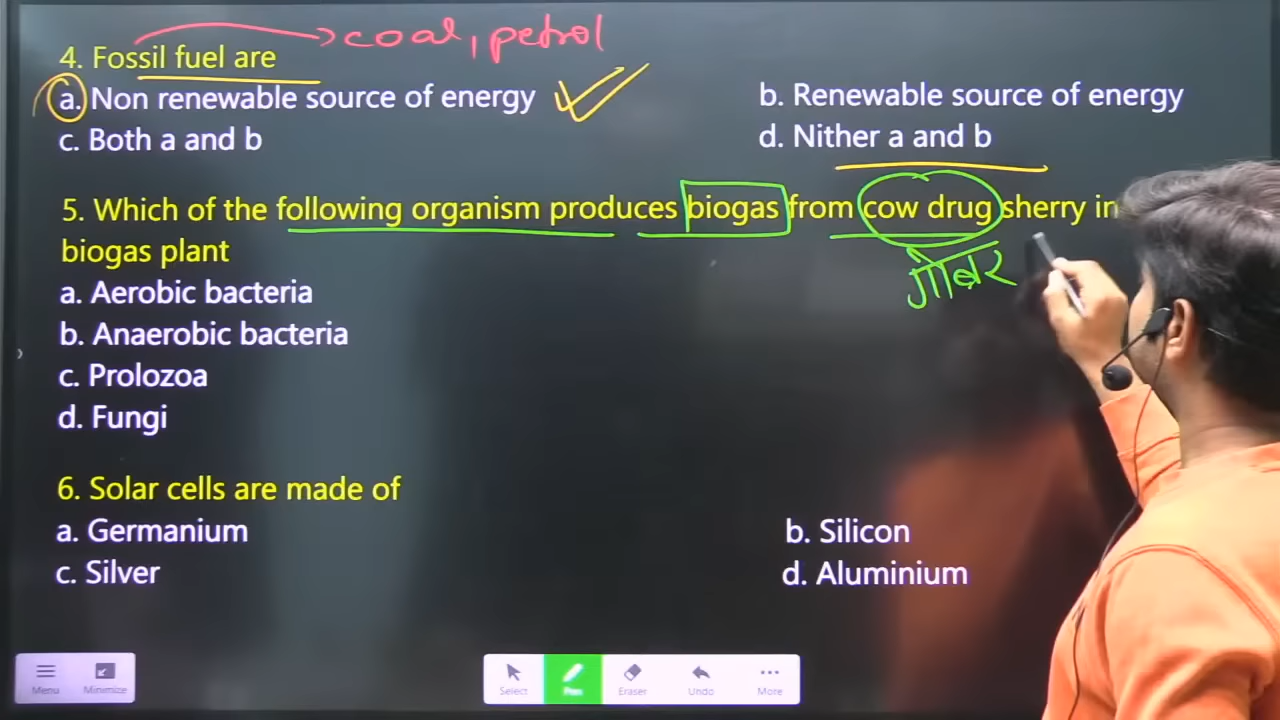 coal, petrol
4. Fossil fuel are
a. Non renewable source of energy
b. Renewable source of energy
c. Both a and b
d. Nither a and b
5. Which of the following organism produces biogas from cow drug sherry in
गोबर
biogas plant
a. Aerobic bacteria
b. Anaerobic bacteria
c. Prolozoa
d. Fungi
6. Solar cells are made of
a. Germanium
b. Silicon
c. Silver
d. Aluminium
Menu
Minimize
Select
Pen
Eraser
Undo
More